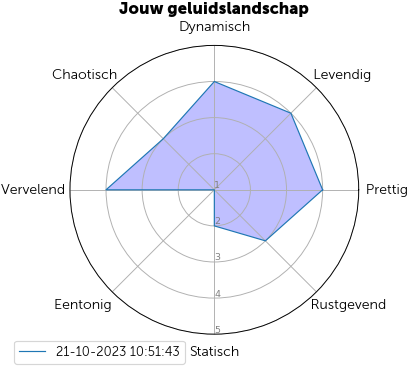 Jouw geluidslandschap
Dynamisch
Chaotisch
Levendig
Vervelend
1
Prettig
2
3
4
Eentonig
Rustgevend
5
21-10-2023 10:51:43
Statisch